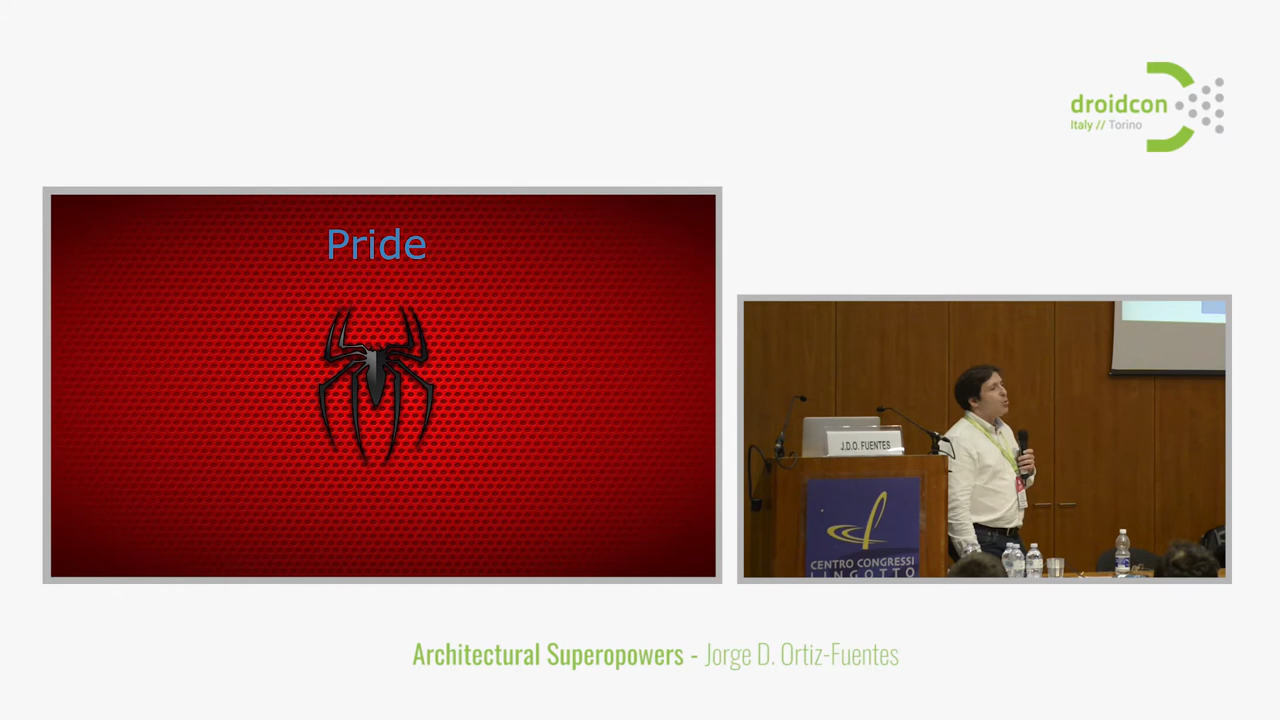 droidcon
Italy // Torino
Pride
J.D.O. FUENTES
CENTRO CONGRESSI
LINGOTTO
Architectural Superopowers - Jorge D. Ortiz-Fuentes